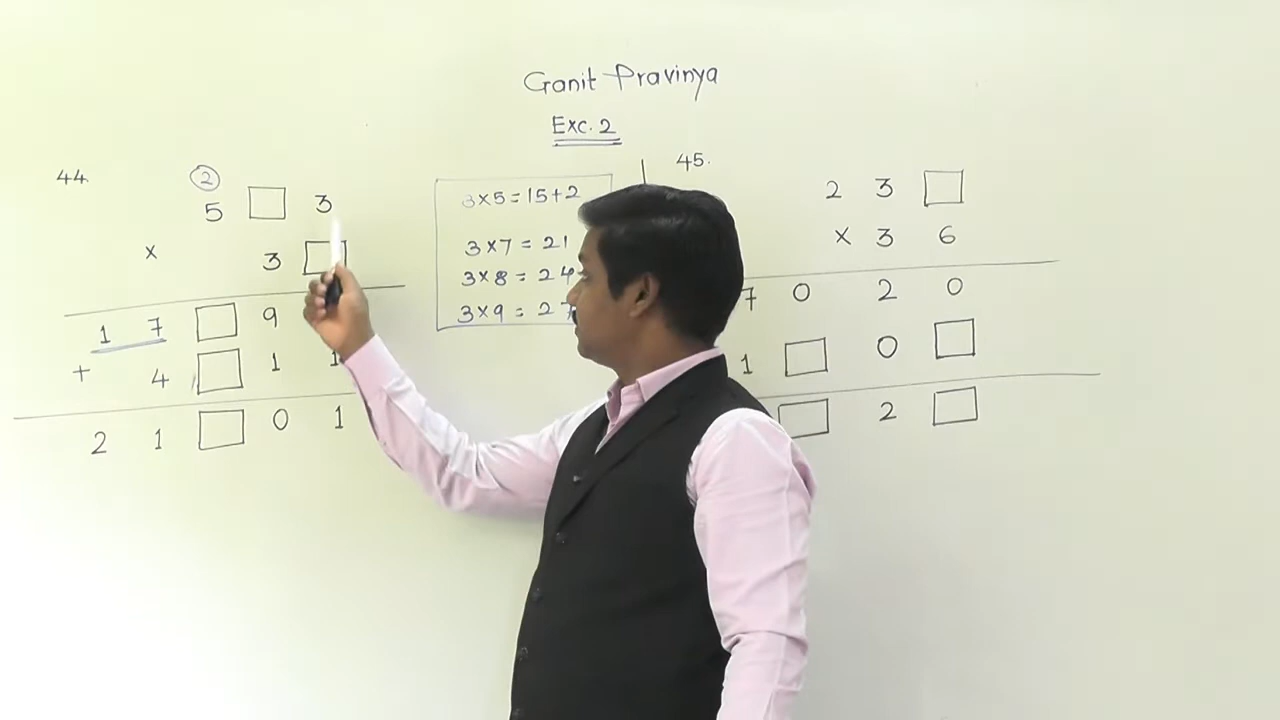 Ganit Pravinya
Exc. 2
44.
②
5 □ 3
× 3 □
1 7 □ 9
+ 4 □ 1 1
2 1 □ 0 1
3×5=15+2
3×7=21
3×8=24
3×9=27
45.
2 3 □
× 3 6
7 0 2 0
1 □ 0 □
□ 2 □